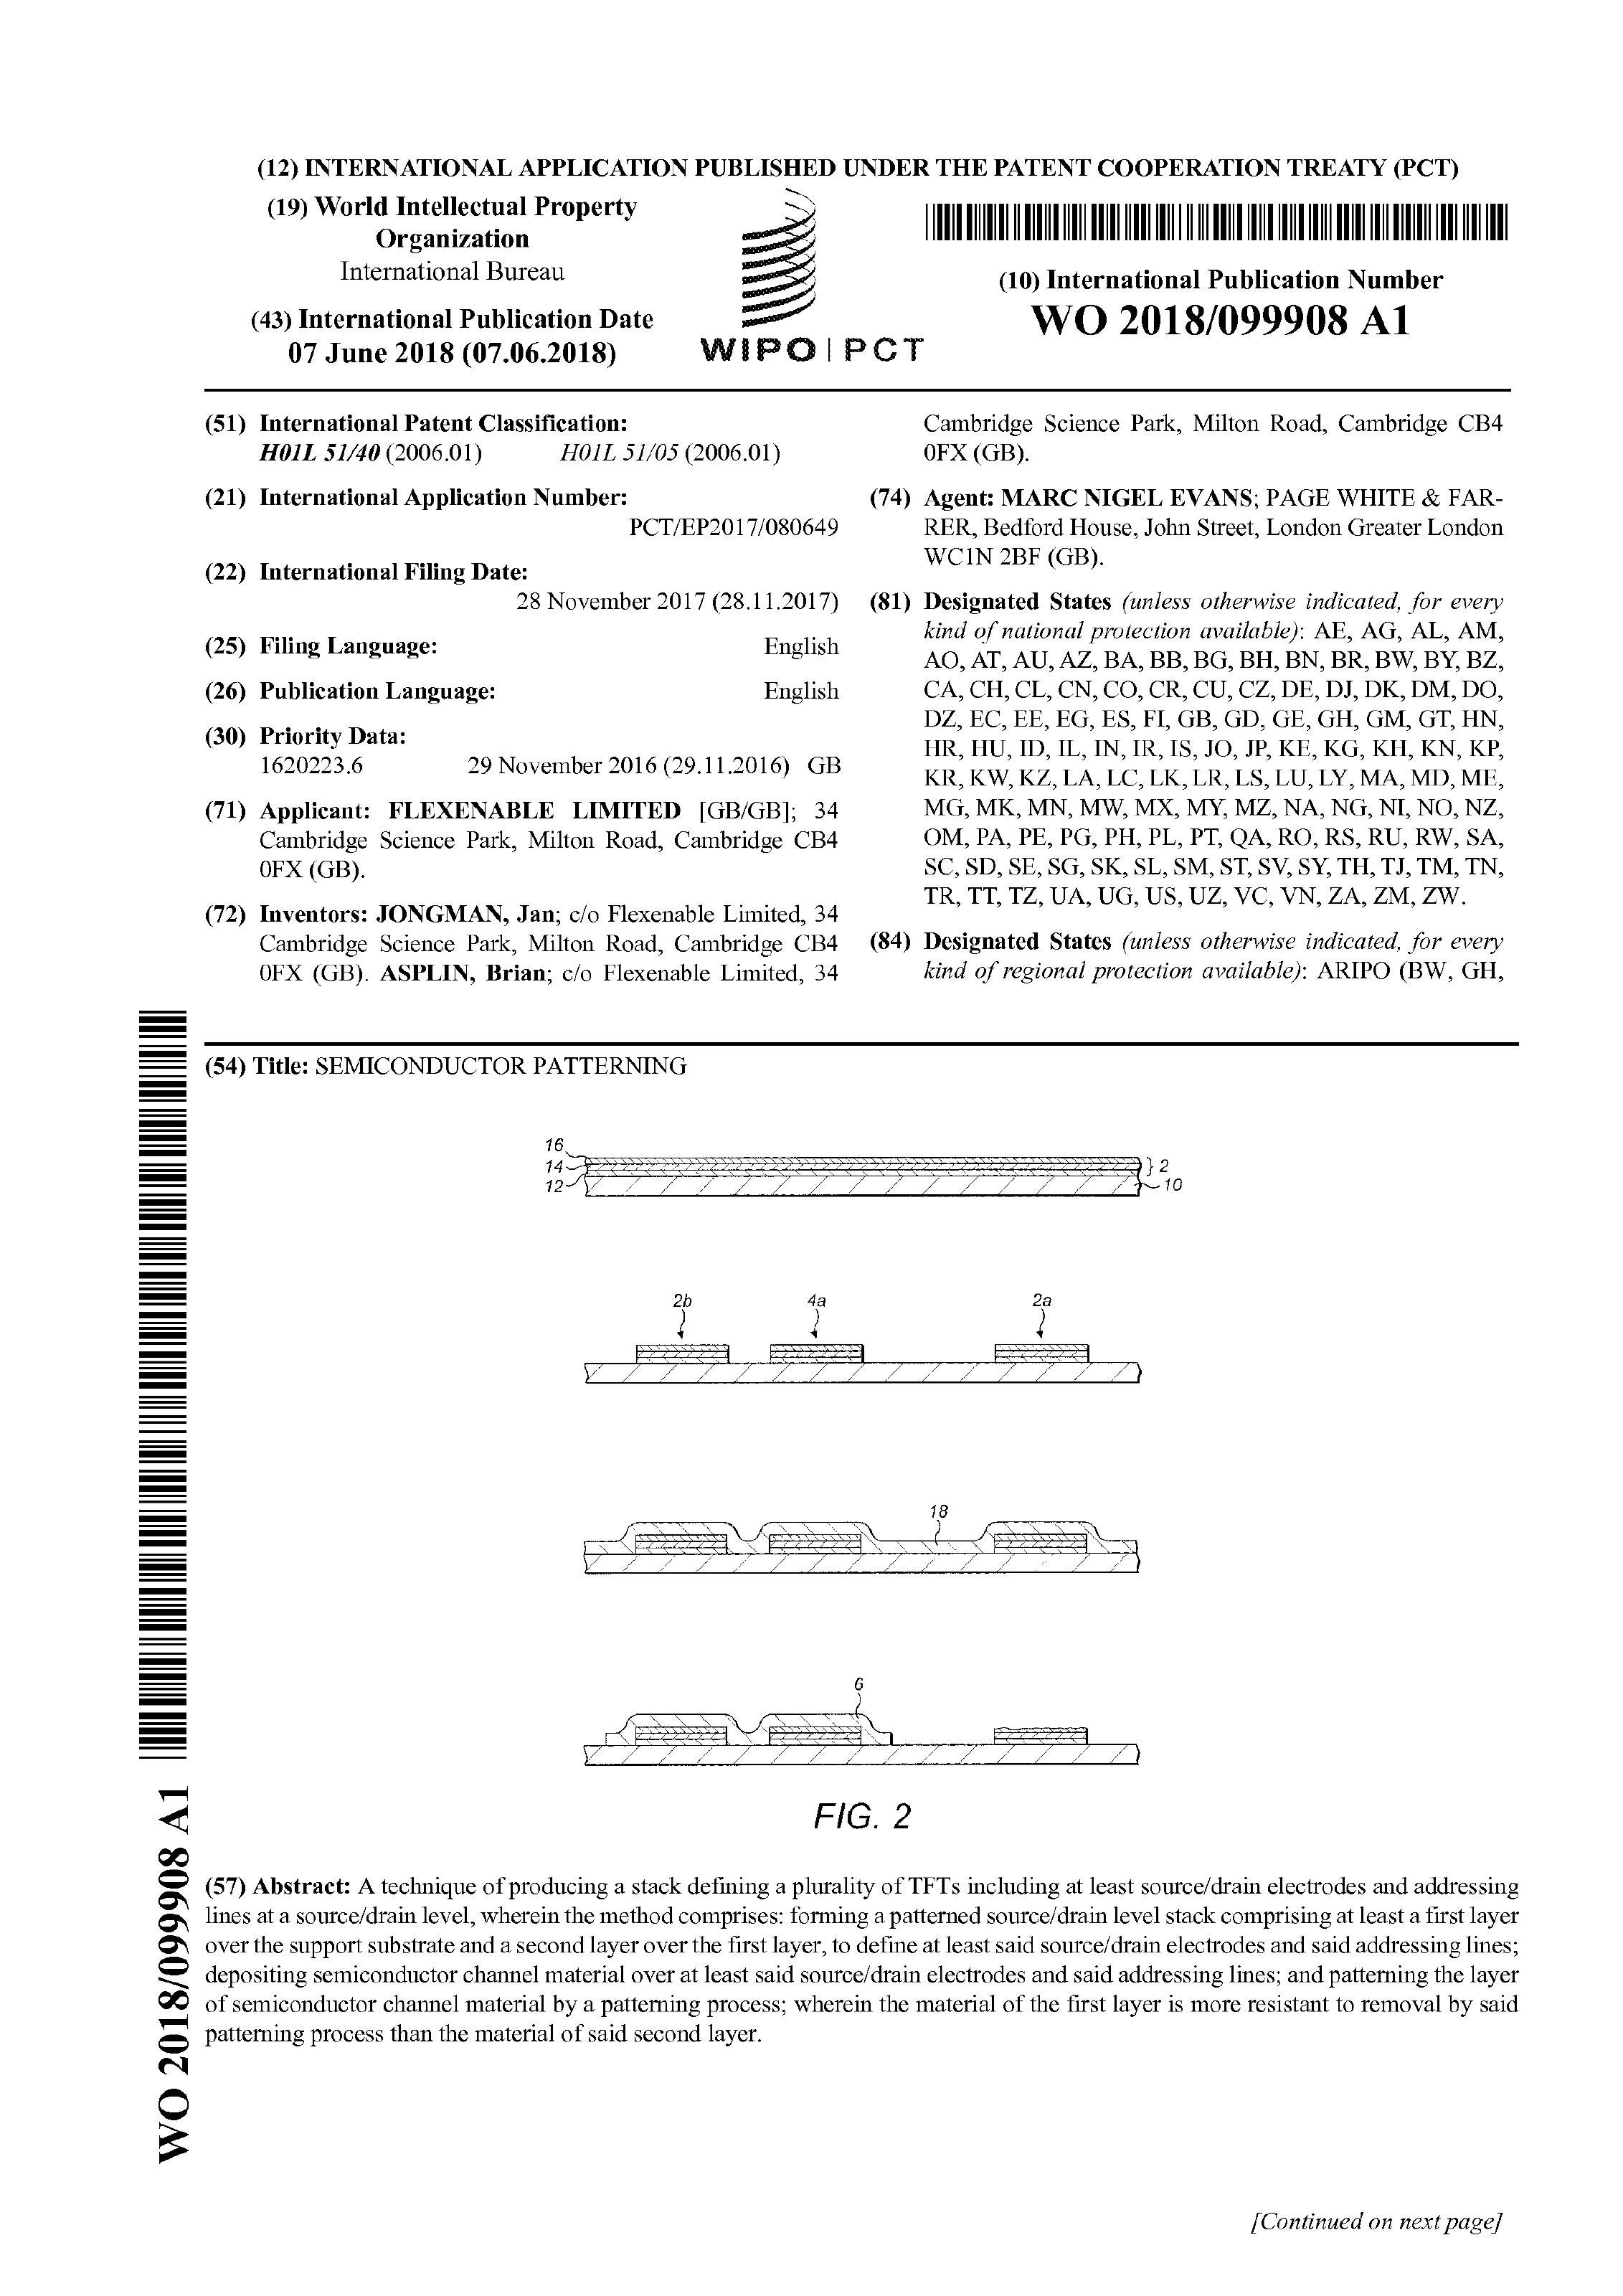 (12) INTERNATIONAL APPLICATION PUBLISHED UNDER THE PATENT COOPERATION TREATY (PCT)
(19) World Intellectual Property
Organization
International Bureau
(43) International Publication Date
07 June 2018 (07.06.2018)
WIPO | PCT
(10) International Publication Number
WO 2018/099908 A1
(51) International Patent Classification:
H01L 51/40 (2006.01) H01L 51/05 (2006.01)
(21) International Application Number:
PCT/EP2017/080649
(22) International Filing Date:
28 November 2017 (28.11.2017)
(25) Filing Language: English
(26) Publication Language: English
(30) Priority Data:
1620223.6 29 November 2016 (29.11.2016) GB
(71) Applicant: FLEXENABLE LIMITED [GB/GB]; 34
Cambridge Science Park, Milton Road, Cambridge CB4
0FX (GB).
(72) Inventors: JONGMAN, Jan; c/o Flexenable Limited, 34
Cambridge Science Park, Milton Road, Cambridge CB4
0FX (GB). ASPLIN, Brian; c/o Flexenable Limited, 34
Cambridge Science Park, Milton Road, Cambridge CB4
0FX (GB).
(74) Agent: MARC NIGEL EVANS; PAGE WHITE & FAR-
RER, Bedford House, John Street, London Greater London
WC1N 2BF (GB).
(81) Designated States (unless otherwise indicated, for every
kind of national protection available): AE, AG, AL, AM,
AO, AT, AU, AZ, BA, BB, BG, BH, BN, BR, BW, BY, BZ,
CA, CH, CL, CN, CO, CR, CU, CZ, DE, DJ, DK, DM, DO,
DZ, EC, EE, EG, ES, FI, GB, GD, GE, GH, GM, GT, HN,
HR, HU, ID, IL, IN, IR, IS, JO, JP, KE, KG, KH, KN, KP,
KR, KW, KZ, LA, LC, LK, LR, LS, LU, LY, MA, MD, ME,
MG, MK, MN, MW, MX, MY, MZ, NA, NG, NI, NO, NZ,
OM, PA, PE, PG, PH, PL, PT, QA, RO, RS, RU, RW, SA,
SC, SD, SE, SG, SK, SL, SM, ST, SV, SY, TH, TJ, TM, TN,
TR, TT, TZ, UA, UG, US, UZ, VC, VN, ZA, ZM, ZW.
(84) Designated States (unless otherwise indicated, for every
kind of regional protection available): ARIPO (BW, GH,
(54) Title: SEMICONDUCTOR PATTERNING
16
14 2
12 10
2b 4a 2a
18
6
FIG. 2
(57) Abstract: A technique of producing a stack defining a plurality of TFTs including at least source/drain electrodes and addressing
lines at a source/drain level, wherein the method comprises: forming a patterned source/drain level stack comprising at least a first layer
over the support substrate and a second layer over the first layer, to define at least said source/drain electrodes and said addressing lines;
depositing semiconductor channel material over at least said source/drain electrodes and said addressing lines; and patterning the layer
of semiconductor channel material by a patterning process; wherein the material of the first layer is more resistant to removal by said
patterning process than the material of said second layer.
WO 2018/099908 A1
[Continued on next page]